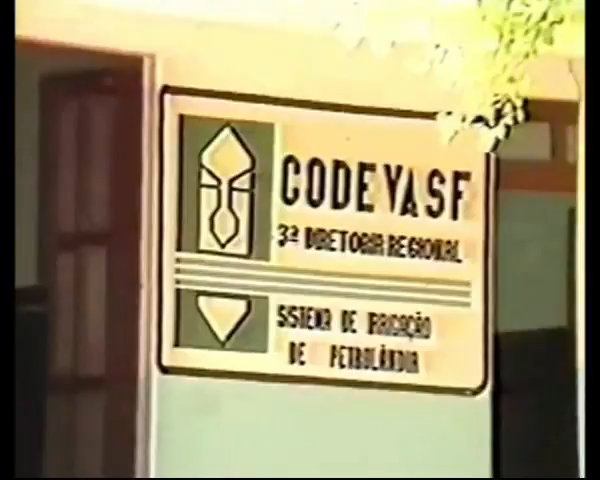 CODEVASF
3ª DIRETORIA REGIONAL
SISTEMA DE IRRIGAÇÃO
DE PETROLÂNDIA